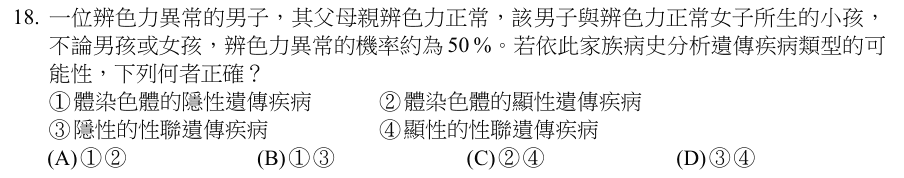 18. 一位辨色力異常的男子，其父母親辨色力正常，該男子與辨色力正常女子所生的小孩，
不論男孩或女孩，辨色力異常的機率約為 50 %。若依此家族病史分析遺傳疾病類型的可
能性，下列何者正確？
①體染色體的隱性遺傳疾病 ②體染色體的顯性遺傳疾病
③隱性的性聯遺傳疾病 ④顯性的性聯遺傳疾病
(A)①② (B)①③ (C)②④ (D)③④